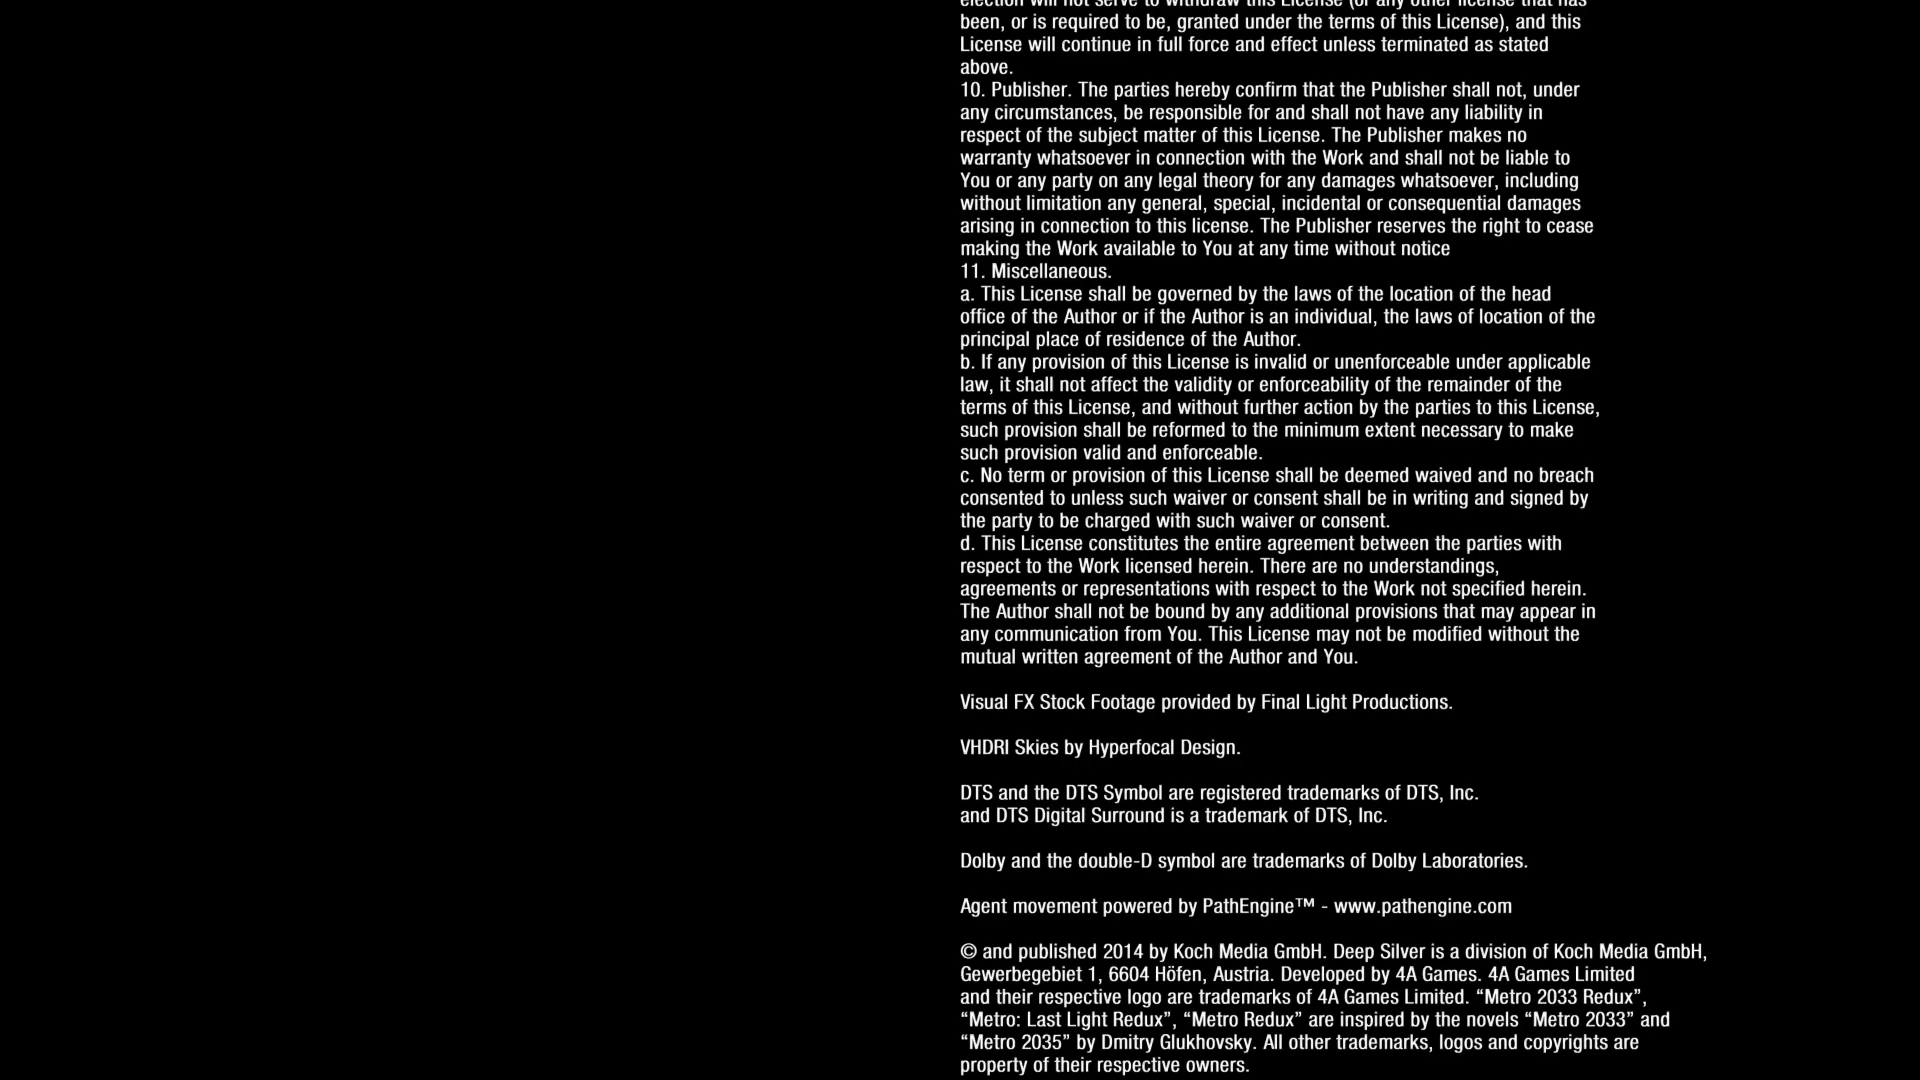 election will not serve to withdraw this License (or any other license that has
been, or is required to be, granted under the terms of this License), and this
License will continue in full force and effect unless terminated as stated
above.
10. Publisher. The parties hereby confirm that the Publisher shall not, under
any circumstances, be responsible for and shall not have any liability in
respect of the subject matter of this License. The Publisher makes no
warranty whatsoever in connection with the Work and shall not be liable to
You or any party on any legal theory for any damages whatsoever, including
without limitation any general, special, incidental or consequential damages
arising in connection to this license. The Publisher reserves the right to cease
making the Work available to You at any time without notice
11. Miscellaneous.
a. This License shall be governed by the laws of the location of the head
office of the Author or if the Author is an individual, the laws of location of the
principal place of residence of the Author.
b. If any provision of this License is invalid or unenforceable under applicable
law, it shall not affect the validity or enforceability of the remainder of the
terms of this License, and without further action by the parties to this License,
such provision shall be reformed to the minimum extent necessary to make
such provision valid and enforceable.
c. No term or provision of this License shall be deemed waived and no breach
consented to unless such waiver or consent shall be in writing and signed by
the party to be charged with such waiver or consent.
d. This License constitutes the entire agreement between the parties with
respect to the Work licensed herein. There are no understandings,
agreements or representations with respect to the Work not specified herein.
The Author shall not be bound by any additional provisions that may appear in
any communication from You. This License may not be modified without the
mutual written agreement of the Author and You.
Visual FX Stock Footage provided by Final Light Productions.
VHDRI Skies by Hyperfocal Design.
DTS and the DTS Symbol are registered trademarks of DTS, Inc.
and DTS Digital Surround is a trademark of DTS, Inc.
Dolby and the double-D symbol are trademarks of Dolby Laboratories.
Agent movement powered by PathEngine™ - www.pathengine.com
© and published 2014 by Koch Media GmbH. Deep Silver is a division of Koch Media GmbH,
Gewerbegebiet 1, 6604 Höfen, Austria. Developed by 4A Games. 4A Games Limited
and their respective logo are trademarks of 4A Games Limited. “Metro 2033 Redux”,
“Metro: Last Light Redux”, “Metro Redux” are inspired by the novels “Metro 2033” and
“Metro 2035” by Dmitry Glukhovsky. All other trademarks, logos and copyrights are
property of their respective owners.